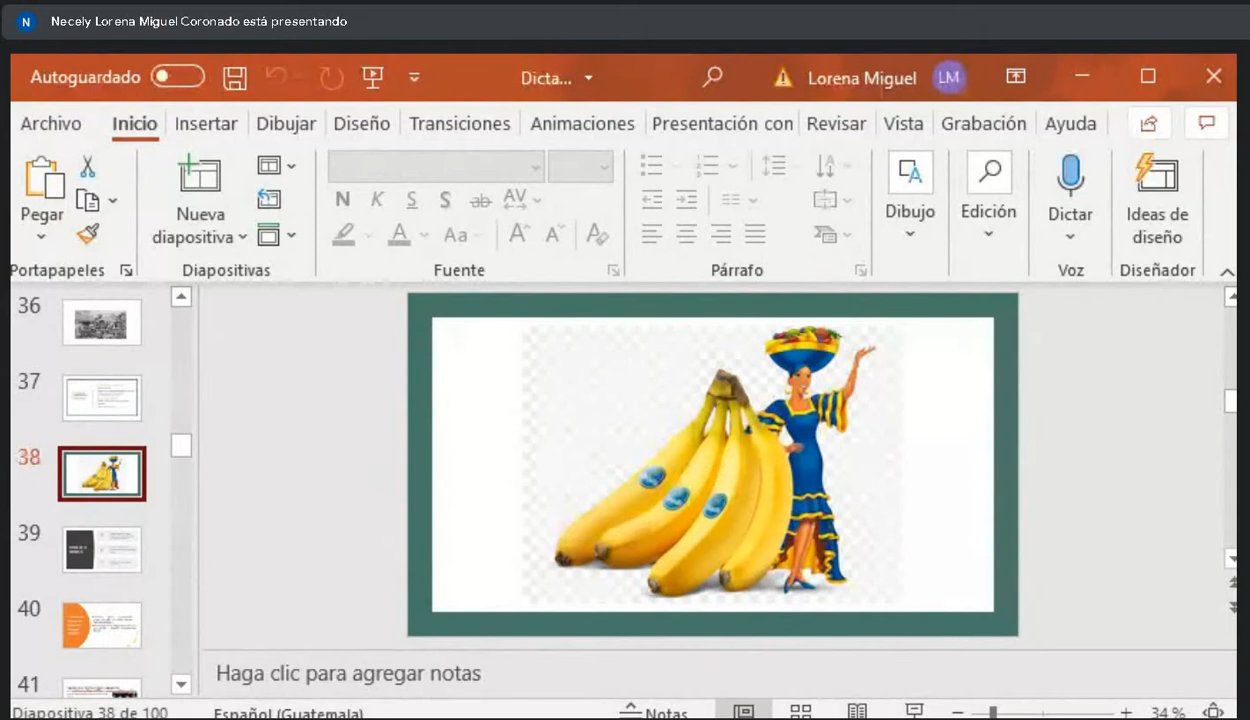 N Necely Lorena Miguel Coronado está presentando
Autoguardado Dicta... Lorena Miguel LM
Archivo Inicio Insertar Dibujar Diseño Transiciones Animaciones Presentación con Revisar Vista Grabación Ayuda
Pegar
Nueva
diapositiva
N K S S ab AV
A Aa A A A
Dibujo
Edición
Dictar
Ideas de
diseño
Portapapeles Diapositivas Fuente Párrafo Voz Diseñador
36
37
38
39
40
41
Haga clic para agregar notas
Diapositiva 38 de 100 Español (Guatemala) Notas 34 %